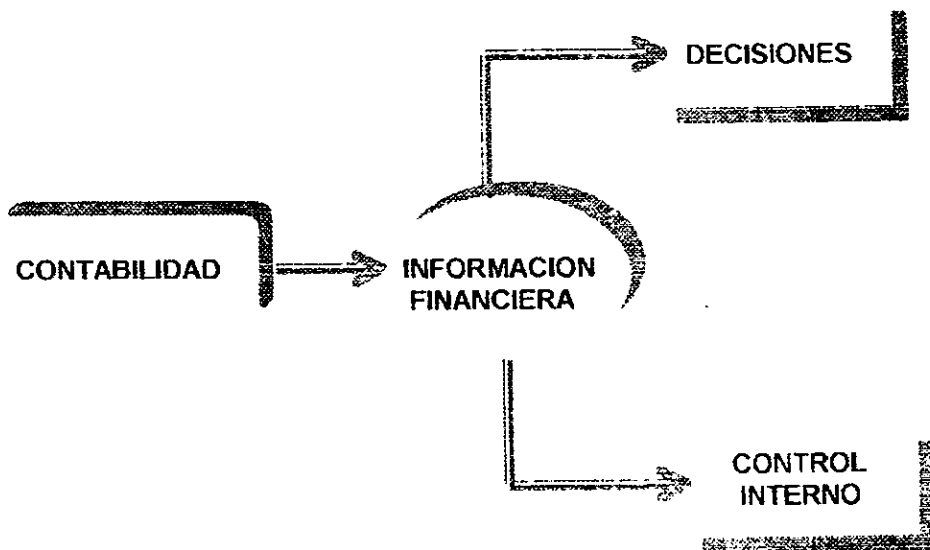 DECISIONES
CONTABILIDAD
INFORMACION
FINANCIERA
CONTROL
INTERNO